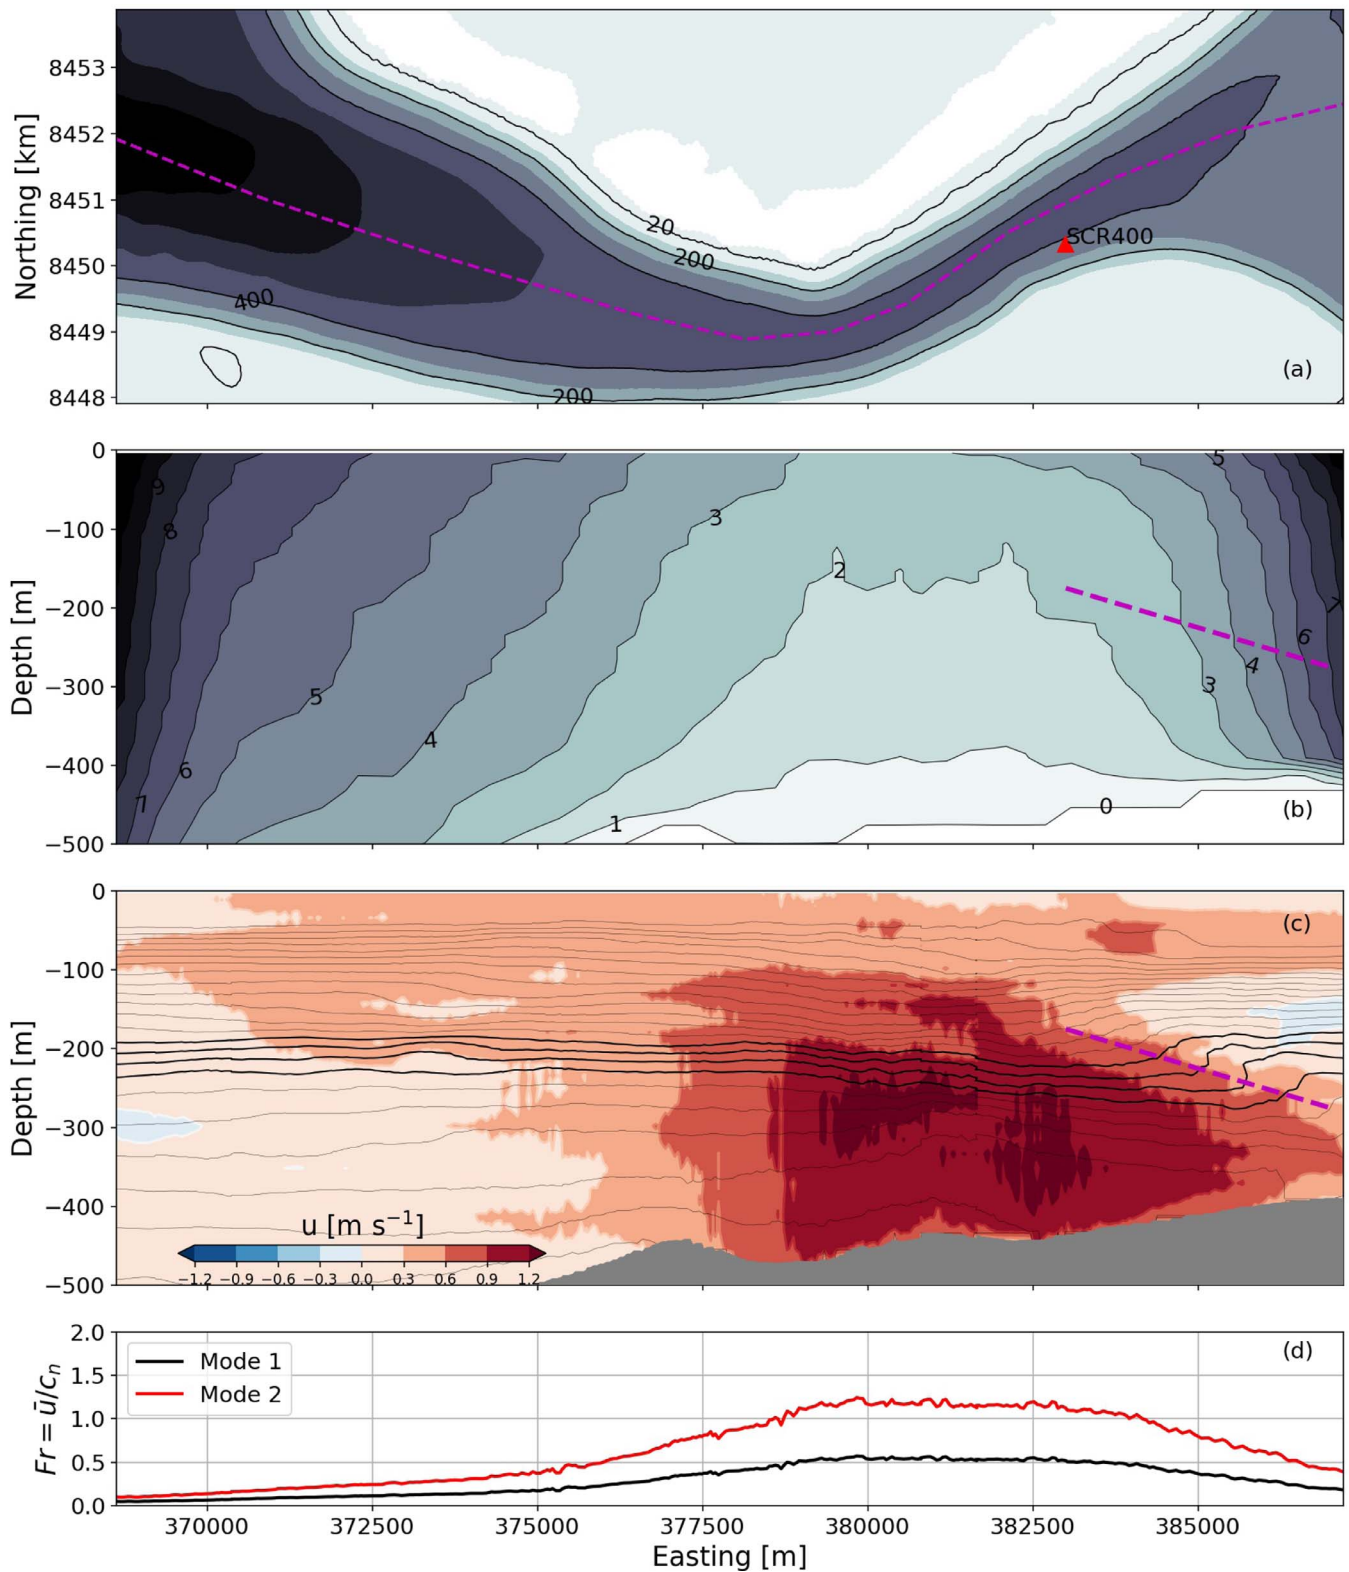 8453
8452
8451
8450
8449
8448
Northing [km]
20
200
400
200
SCR400
(a)
0
−100
−200
−300
−400
−500
Depth [m]
9
8
7
6
5
4
3
2
1
0
5
7
6
4
3
(b)
0
−100
−200
−300
−400
−500
Depth [m]
(c)
u [m s⁻¹]
−1.2 −0.9 −0.6 −0.3 0.0 0.3 0.6 0.9 1.2
2.0
1.5
1.0
0.5
0.0
Fr = ū/cₙ
Mode 1
Mode 2
(d)
370000 372500 375000 377500 380000 382500 385000
Easting [m]